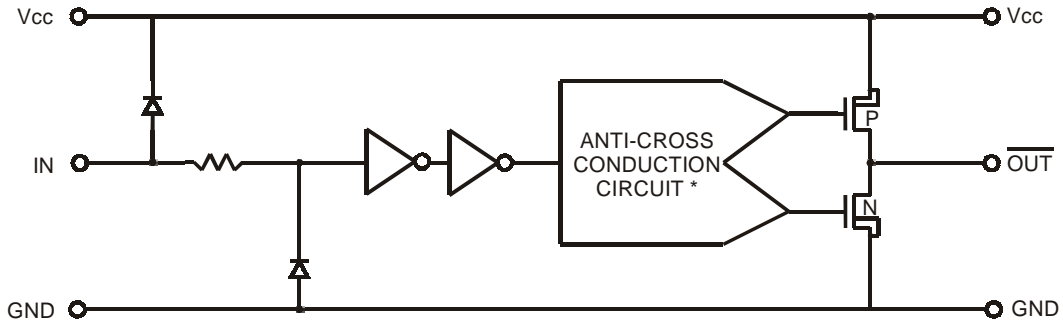 Vcc
Vcc
P
IN
ANTI-CROSS
CONDUCTION
CIRCUIT *
OUT
N
GND
GND